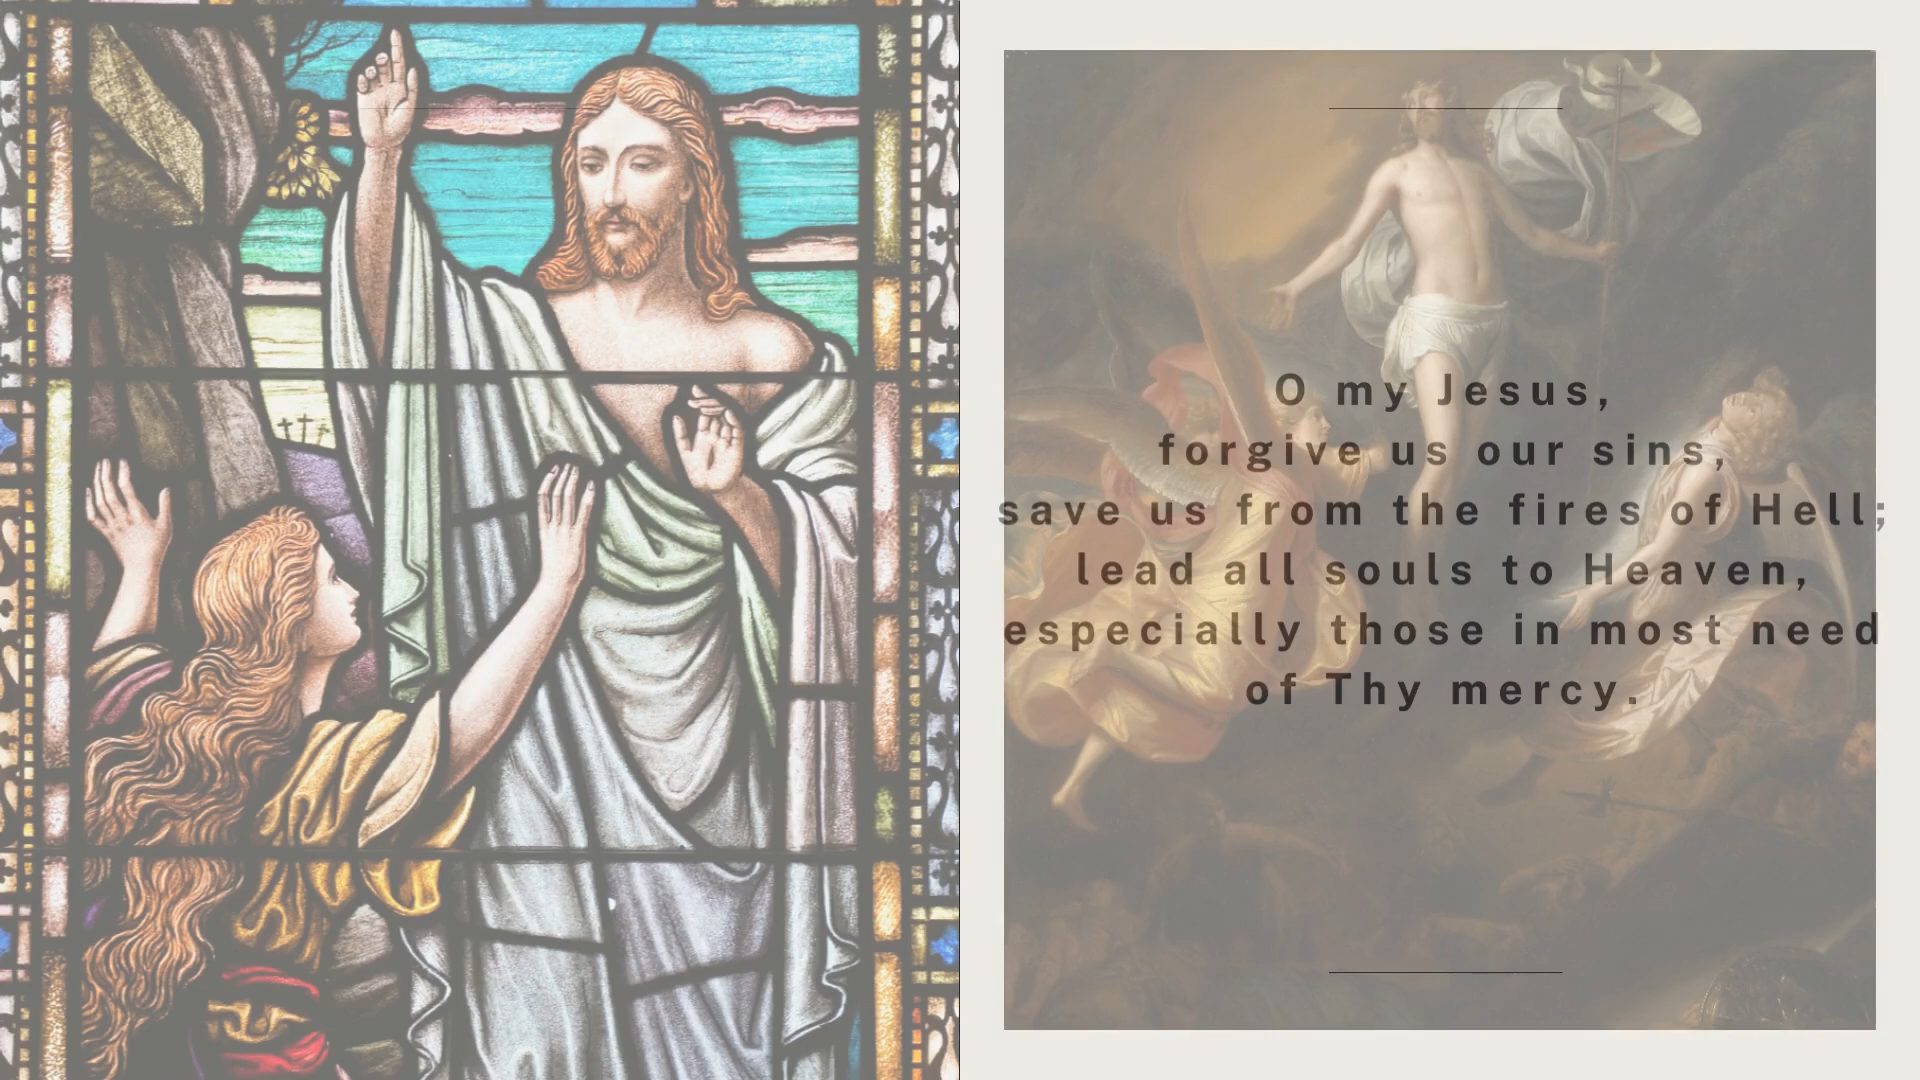 O my Jesus,
forgive us our sins,
save us from the fires of Hell;
lead all souls to Heaven,
especially those in most need
of Thy mercy.